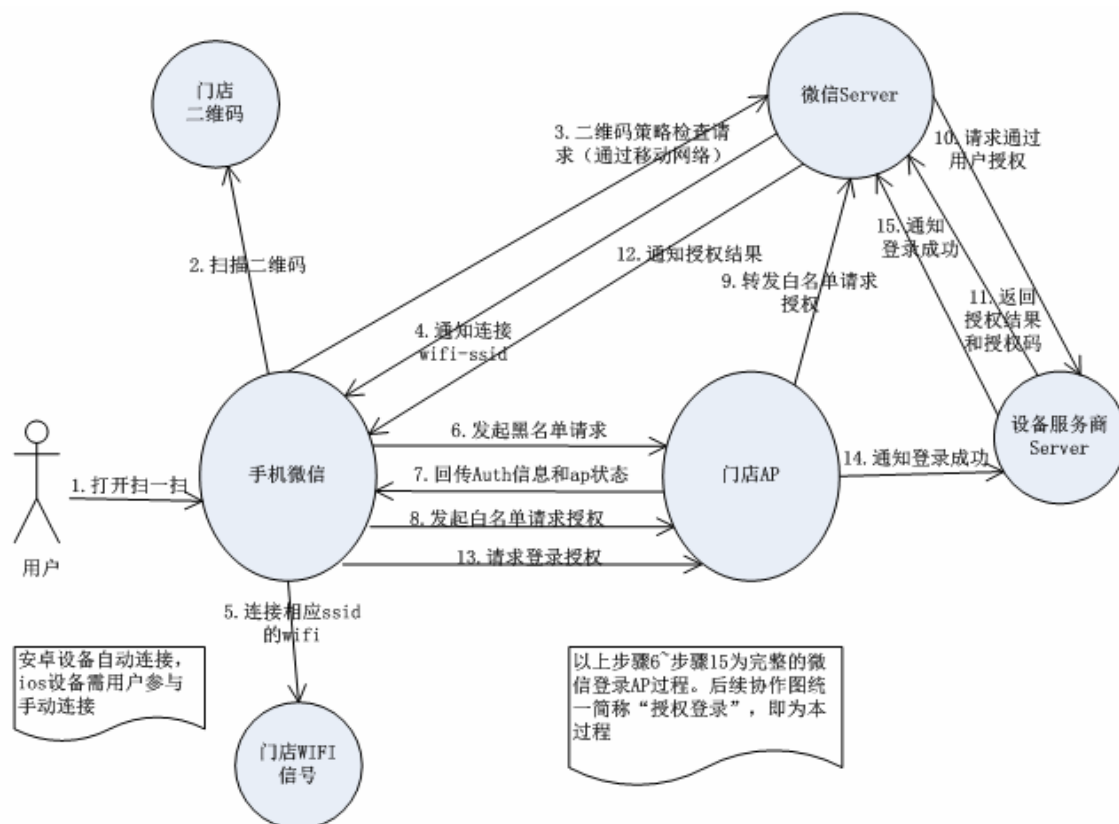 门店
二维码
微信Server
3.二维码策略检查请
求（通过移动网络）
10.请求通过
用户授权
2.扫描二维码
12.通知授权结果
15.通知
登录成功
9.转发白名单请求
授权
11.返回
授权结果
和授权码
4.通知连接
wifi-ssid
6.发起黑名单请求
设备服务商
Server
手机微信
7.回传Auth信息和ap状态
门店AP
14.通知登录成功
1.打开扫一扫
8.发起白名单请求授权
13.请求登录授权
用户
5.连接相应ssid
的wifi
安卓设备自动连接，
ios设备需用户参与
手动连接
以上步骤6~步骤15为完整的微
信登录AP过程。后续协作图统
一简称“授权登录”，即为本
过程
门店WIFI
信号